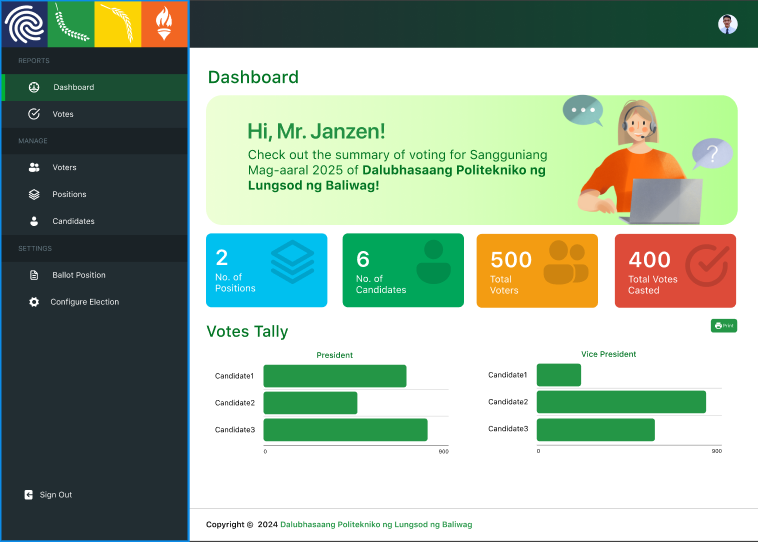 REPORTS
Dashboard
Votes
MANAGE
Voters
Positions
Candidates
SETTINGS
Ballot Position
Configure Election
Sign Out
Dashboard
Hi, Mr. Janzen!
Check out the summary of voting for Sangguniang
Mag-aaral 2025 of Dalubhasaang Politekniko ng
Lungsod ng Baliwag!
?
2
No. of
Positions
6
No. of
Candidates
500
Total
Voters
400
Total Votes
Casted
Votes Tally
Print
President
Candidate1
Candidate2
Candidate3
0 900
Vice President
Candidate1
Candidate2
Candidate3
0 900
Copyright © 2024 Dalubhasaang Politekniko ng Lungsod ng Baliwag